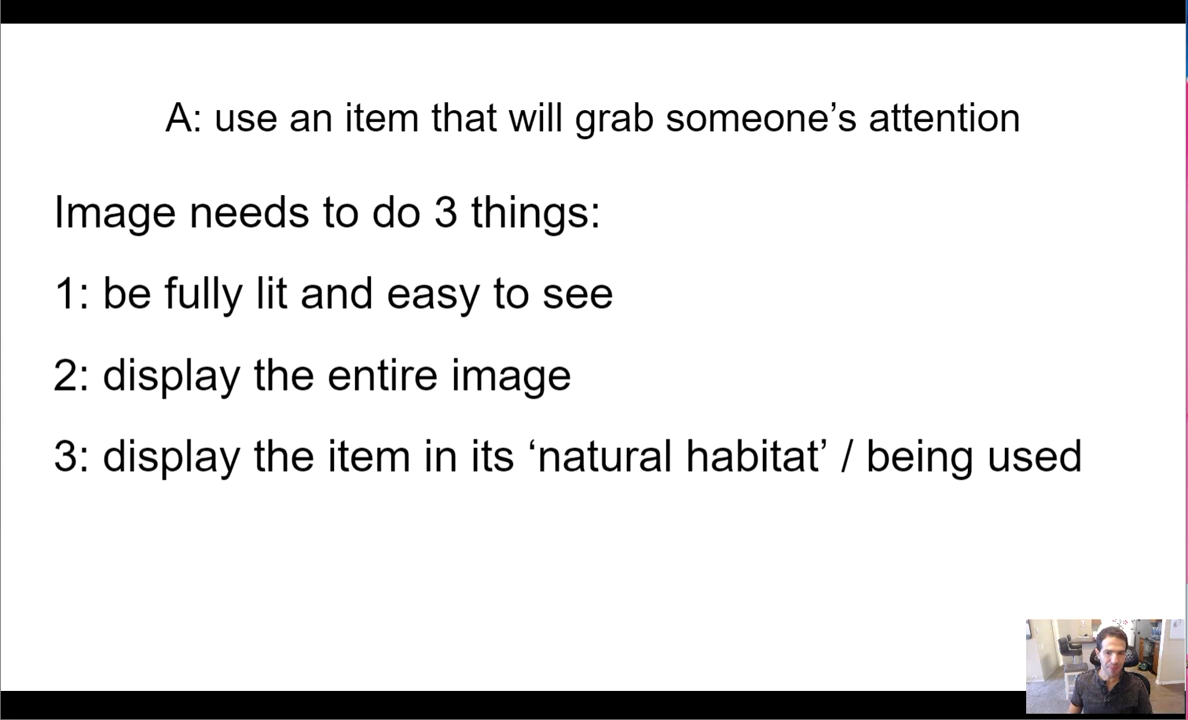 A: use an item that will grab someone’s attention
Image needs to do 3 things:
1: be fully lit and easy to see
2: display the entire image
3: display the item in its ‘natural habitat’ / being used